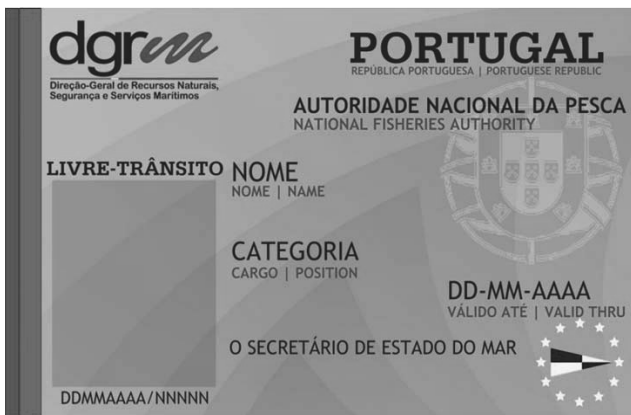 dgrm
PORTUGAL
REPÚBLICA PORTUGUESA | PORTUGUESE REPUBLIC
Direção-Geral de Recursos Naturais,
Segurança e Serviços Marítimos
AUTORIDADE NACIONAL DA PESCA
NATIONAL FISHERIES AUTHORITY
LIVRE-TRÂNSITO
NOME
NOME | NAME
CATEGORIA
CARGO | POSITION
DD-MM-AAAA
VÁLIDO ATÉ | VALID THRU
O SECRETÁRIO DE ESTADO DO MAR
DDMMAAAA/NNNNN